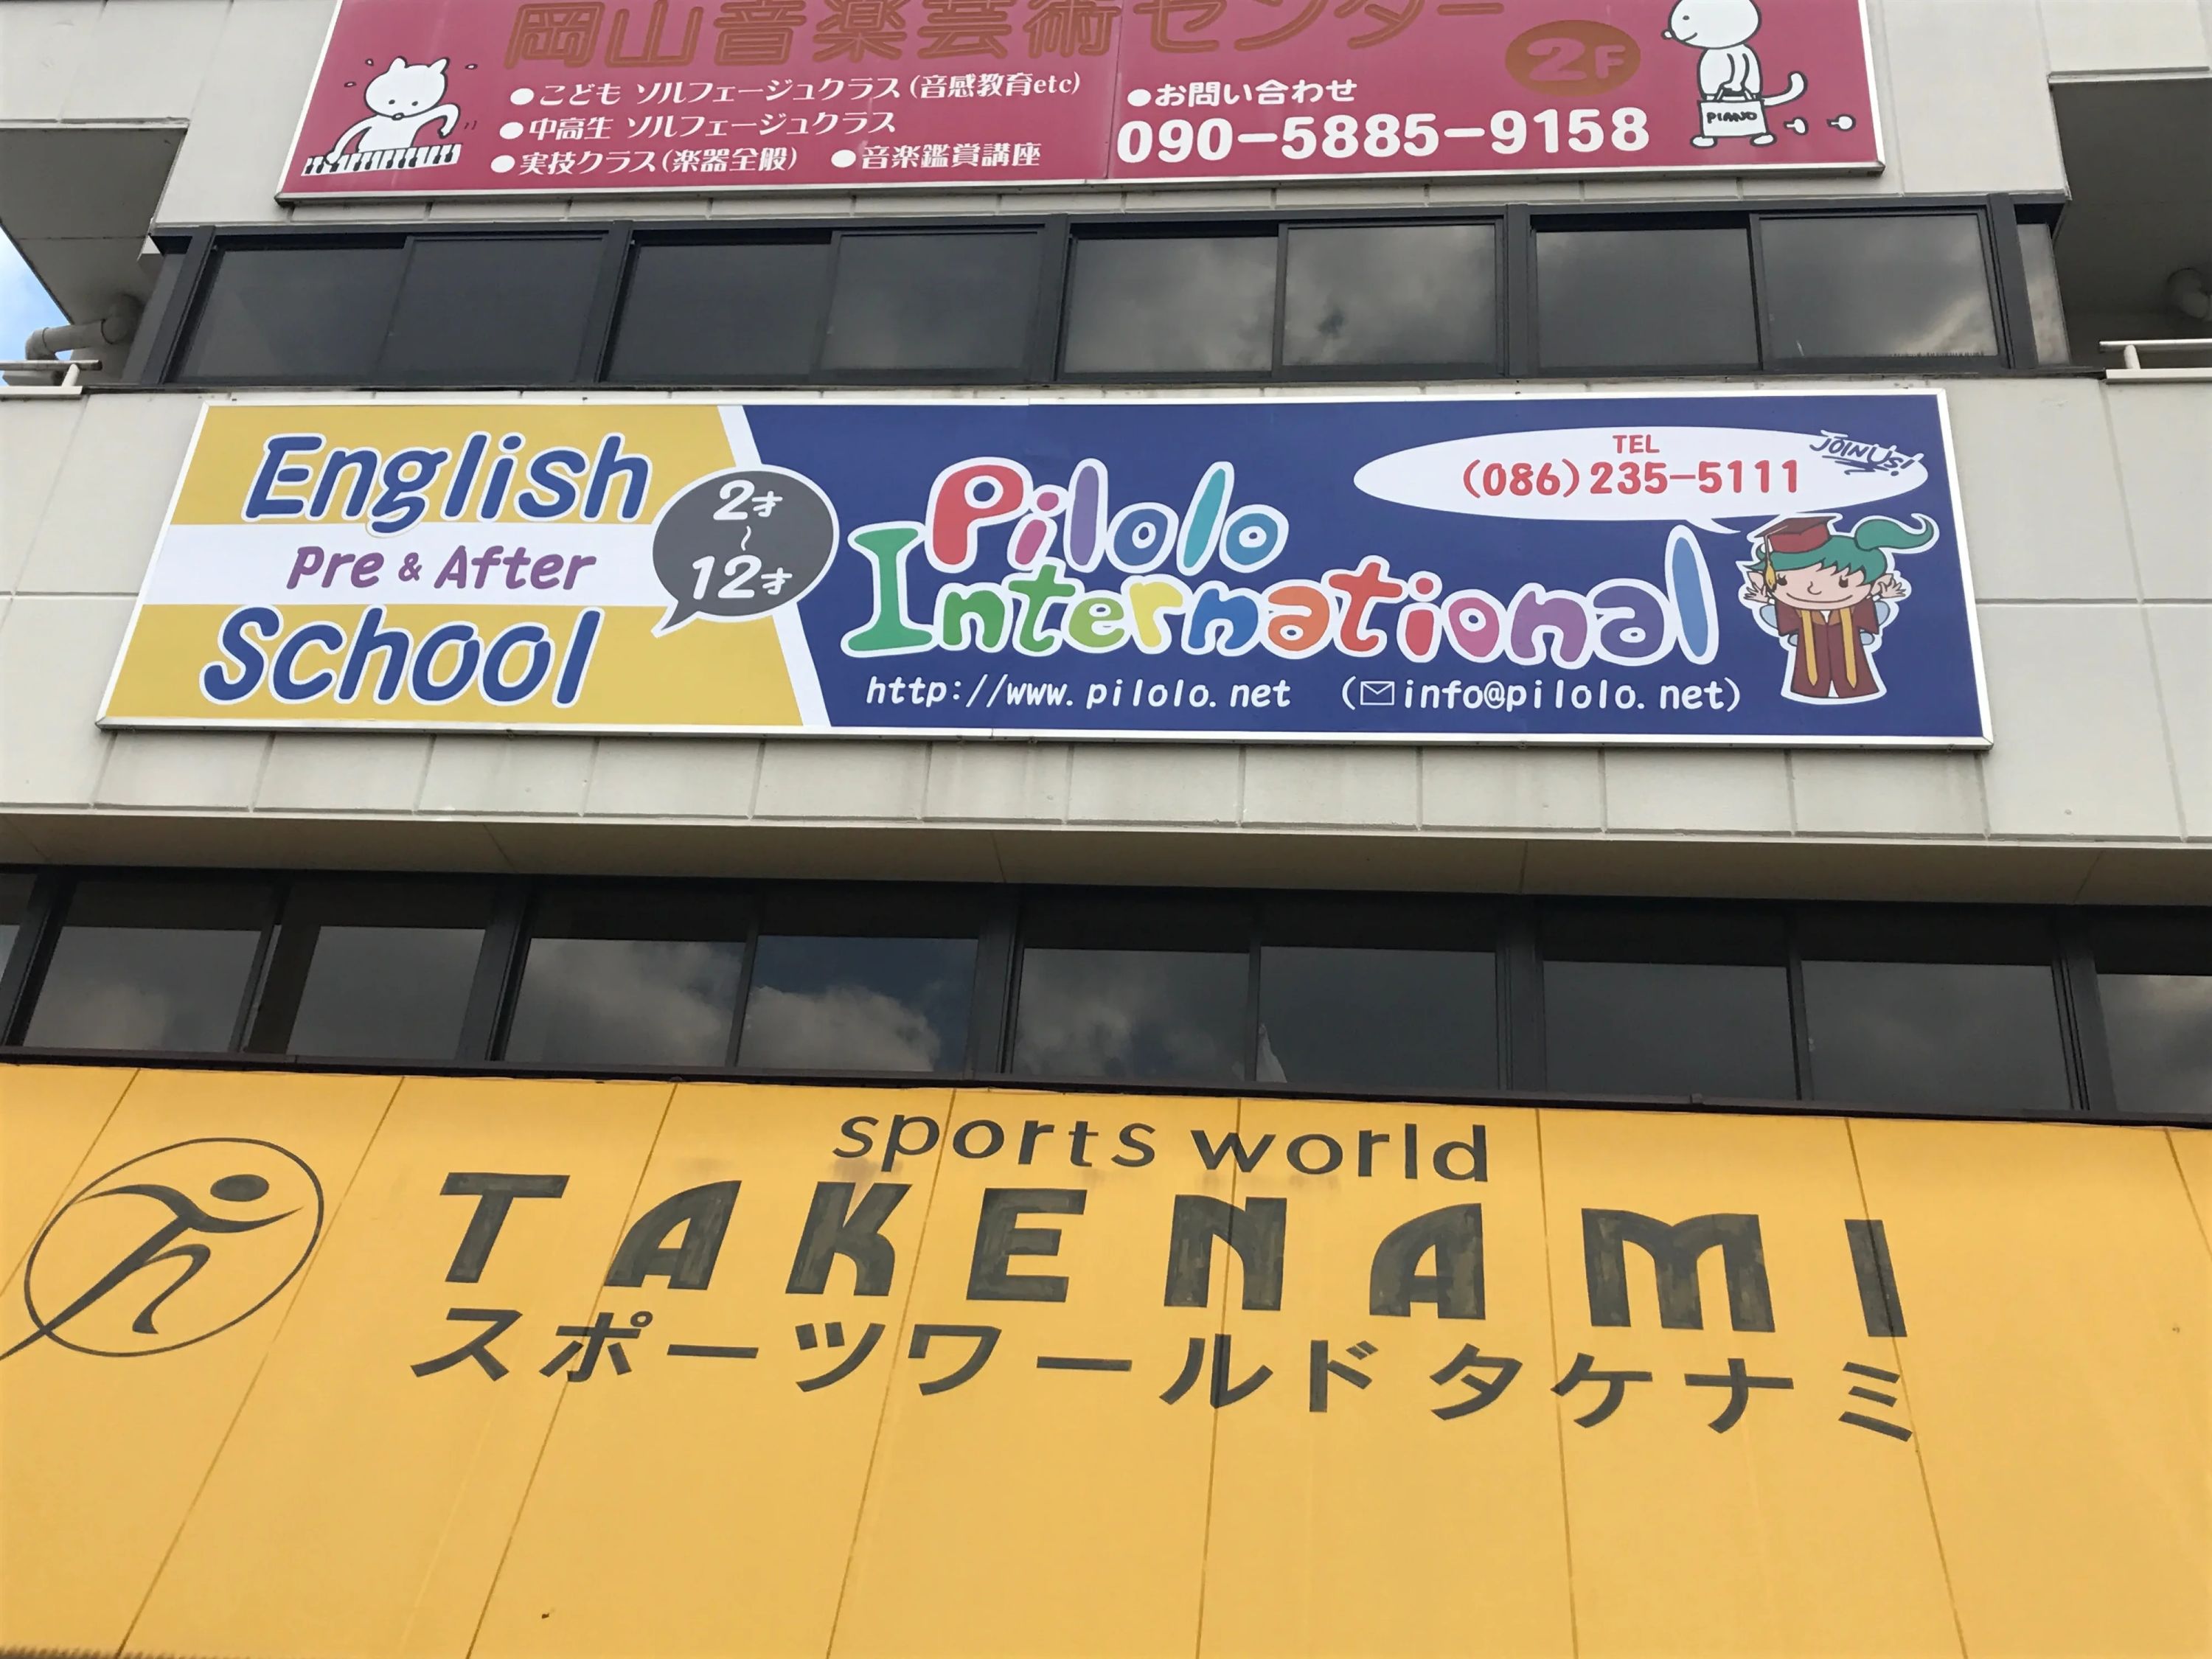 岡山音楽芸術センター
2F
●こども ソルフェージュクラス(音感教育etc)
●中高生 ソルフェージュクラス
●実技クラス(楽器全般) ●音楽鑑賞講座
●お問い合わせ
090-5885-9158
PIANO
English
Pre & After
School
2才
~
12才
Pilolo
International
TEL
(086)235-5111
JOIN US!
http://www.pilolo.net (✉info@pilolo.net)
sports world
TAKENAMI
スポーツワールド タケナミ